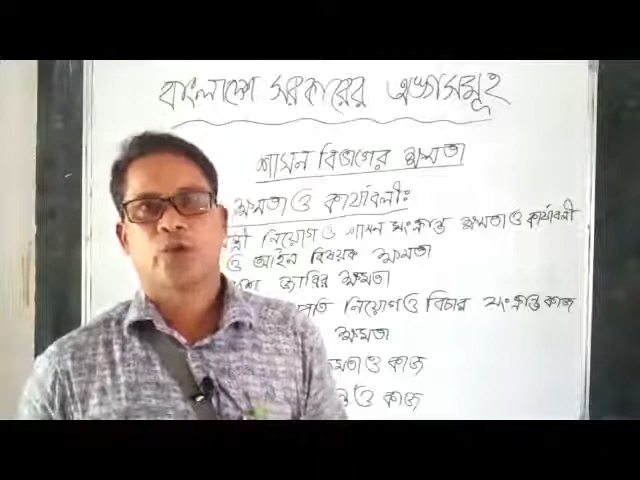 বাংলাদেশ সরকারের অঙ্গসমূহ
শাসন বিভাগের ক্ষমতা
ক্ষমতা ও কার্যাবলীঃ
নিয়োগ ও শাসন সংক্রান্ত ক্ষমতা ও কার্যাবলী
ও আইন বিষয়ক ক্ষমতা
জারির ক্ষমতা
নিয়োগ ও বিচার সংক্রান্ত কাজ
ক্ষমতা
ও কাজ
ও কাজ